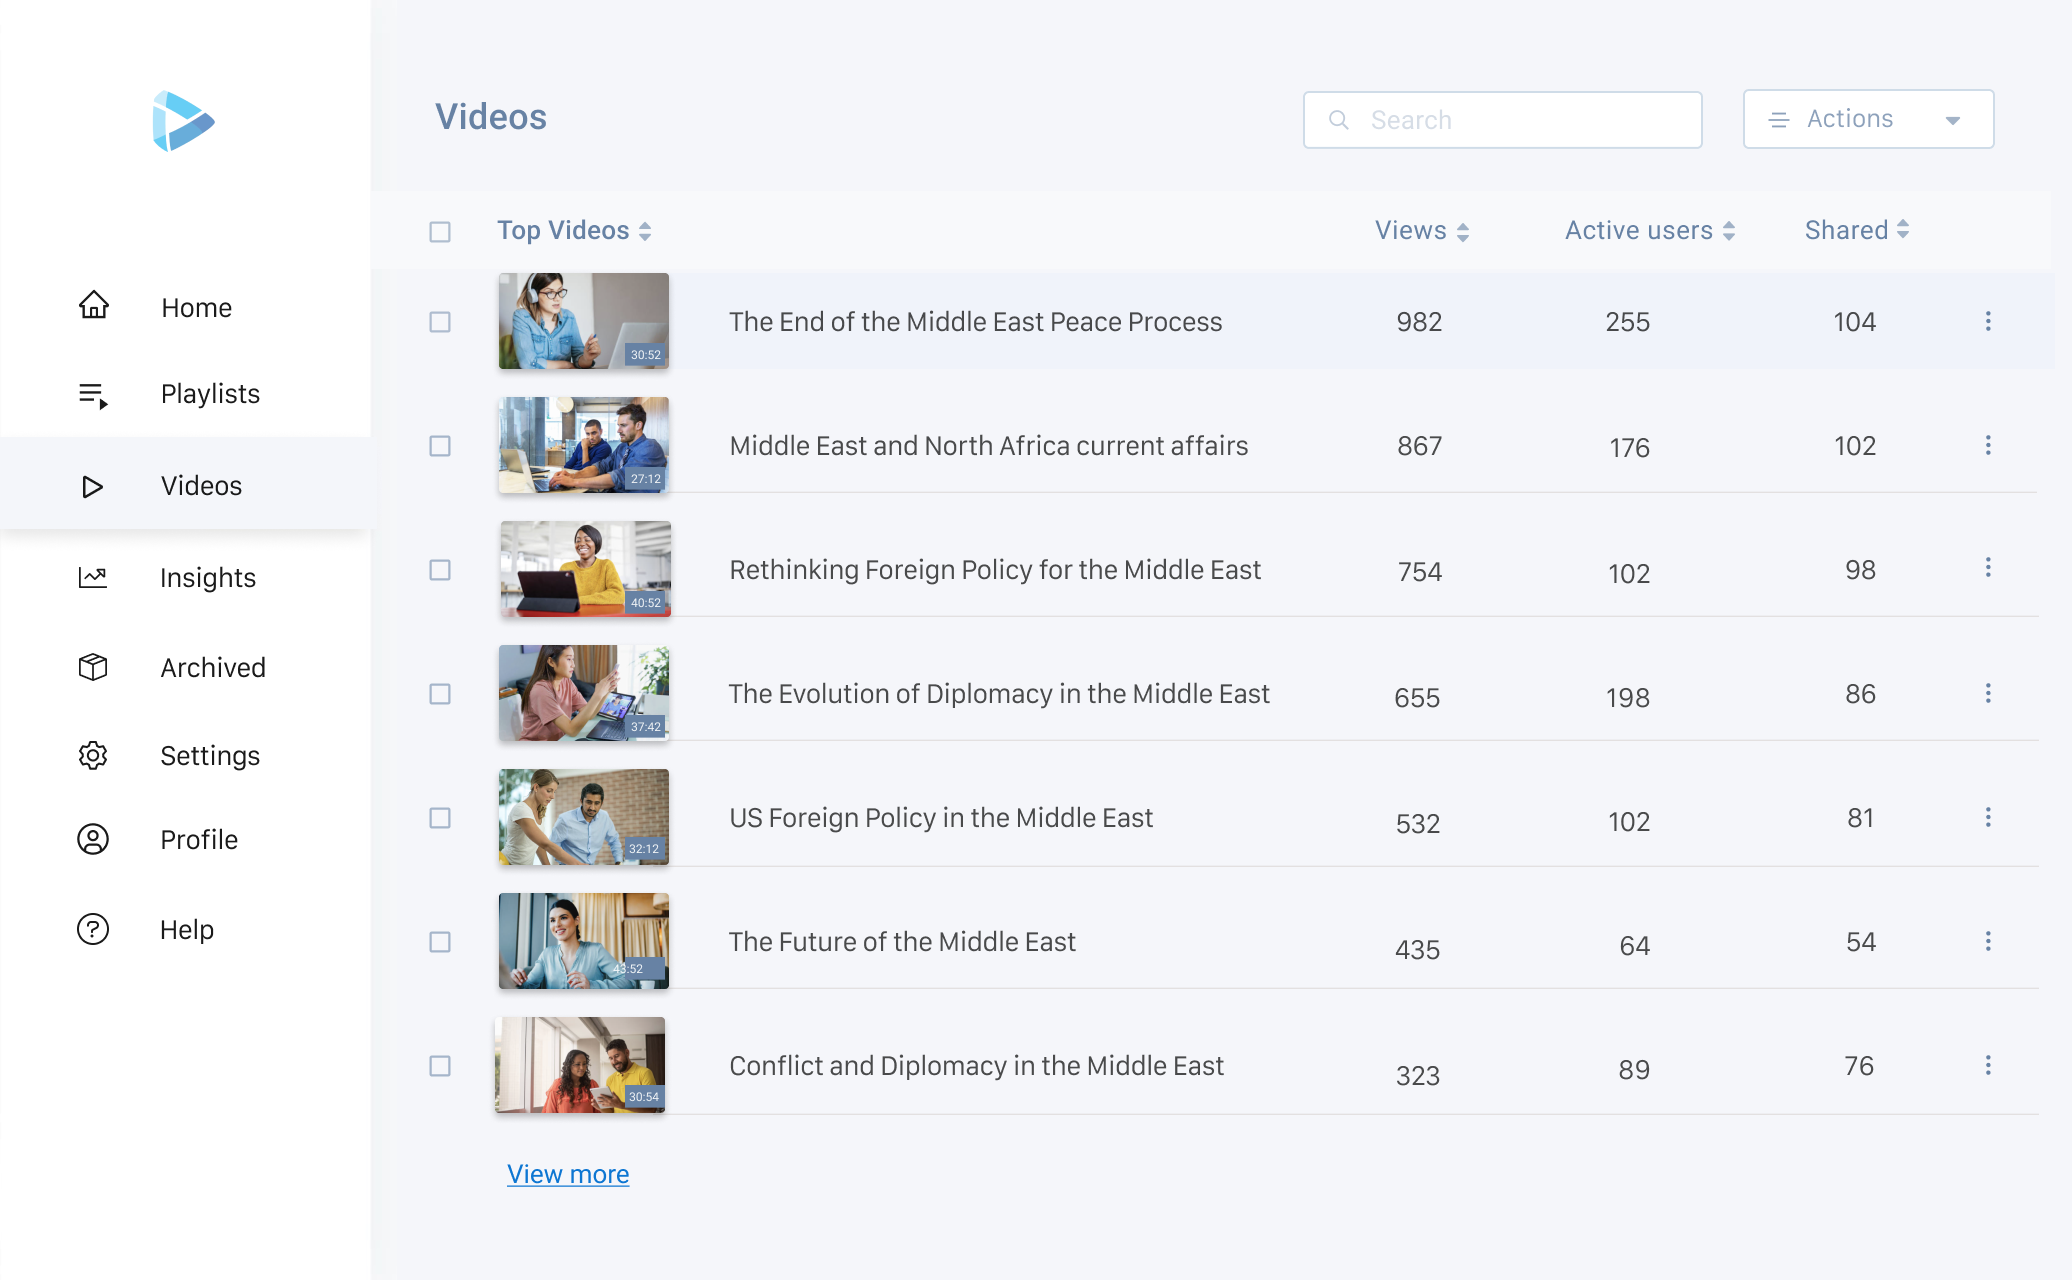 Videos
Search
Actions
Top Videos
Views
Active users
Shared
Home
Playlists
Videos
Insights
Archived
Settings
Profile
Help
30:52
The End of the Middle East Peace Process
982
255
104
27:12
Middle East and North Africa current affairs
867
176
102
40:52
Rethinking Foreign Policy for the Middle East
754
102
98
37:42
The Evolution of Diplomacy in the Middle East
655
198
86
32:12
US Foreign Policy in the Middle East
532
102
81
43:52
The Future of the Middle East
435
64
54
30:54
Conflict and Diplomacy in the Middle East
323
89
76
View more